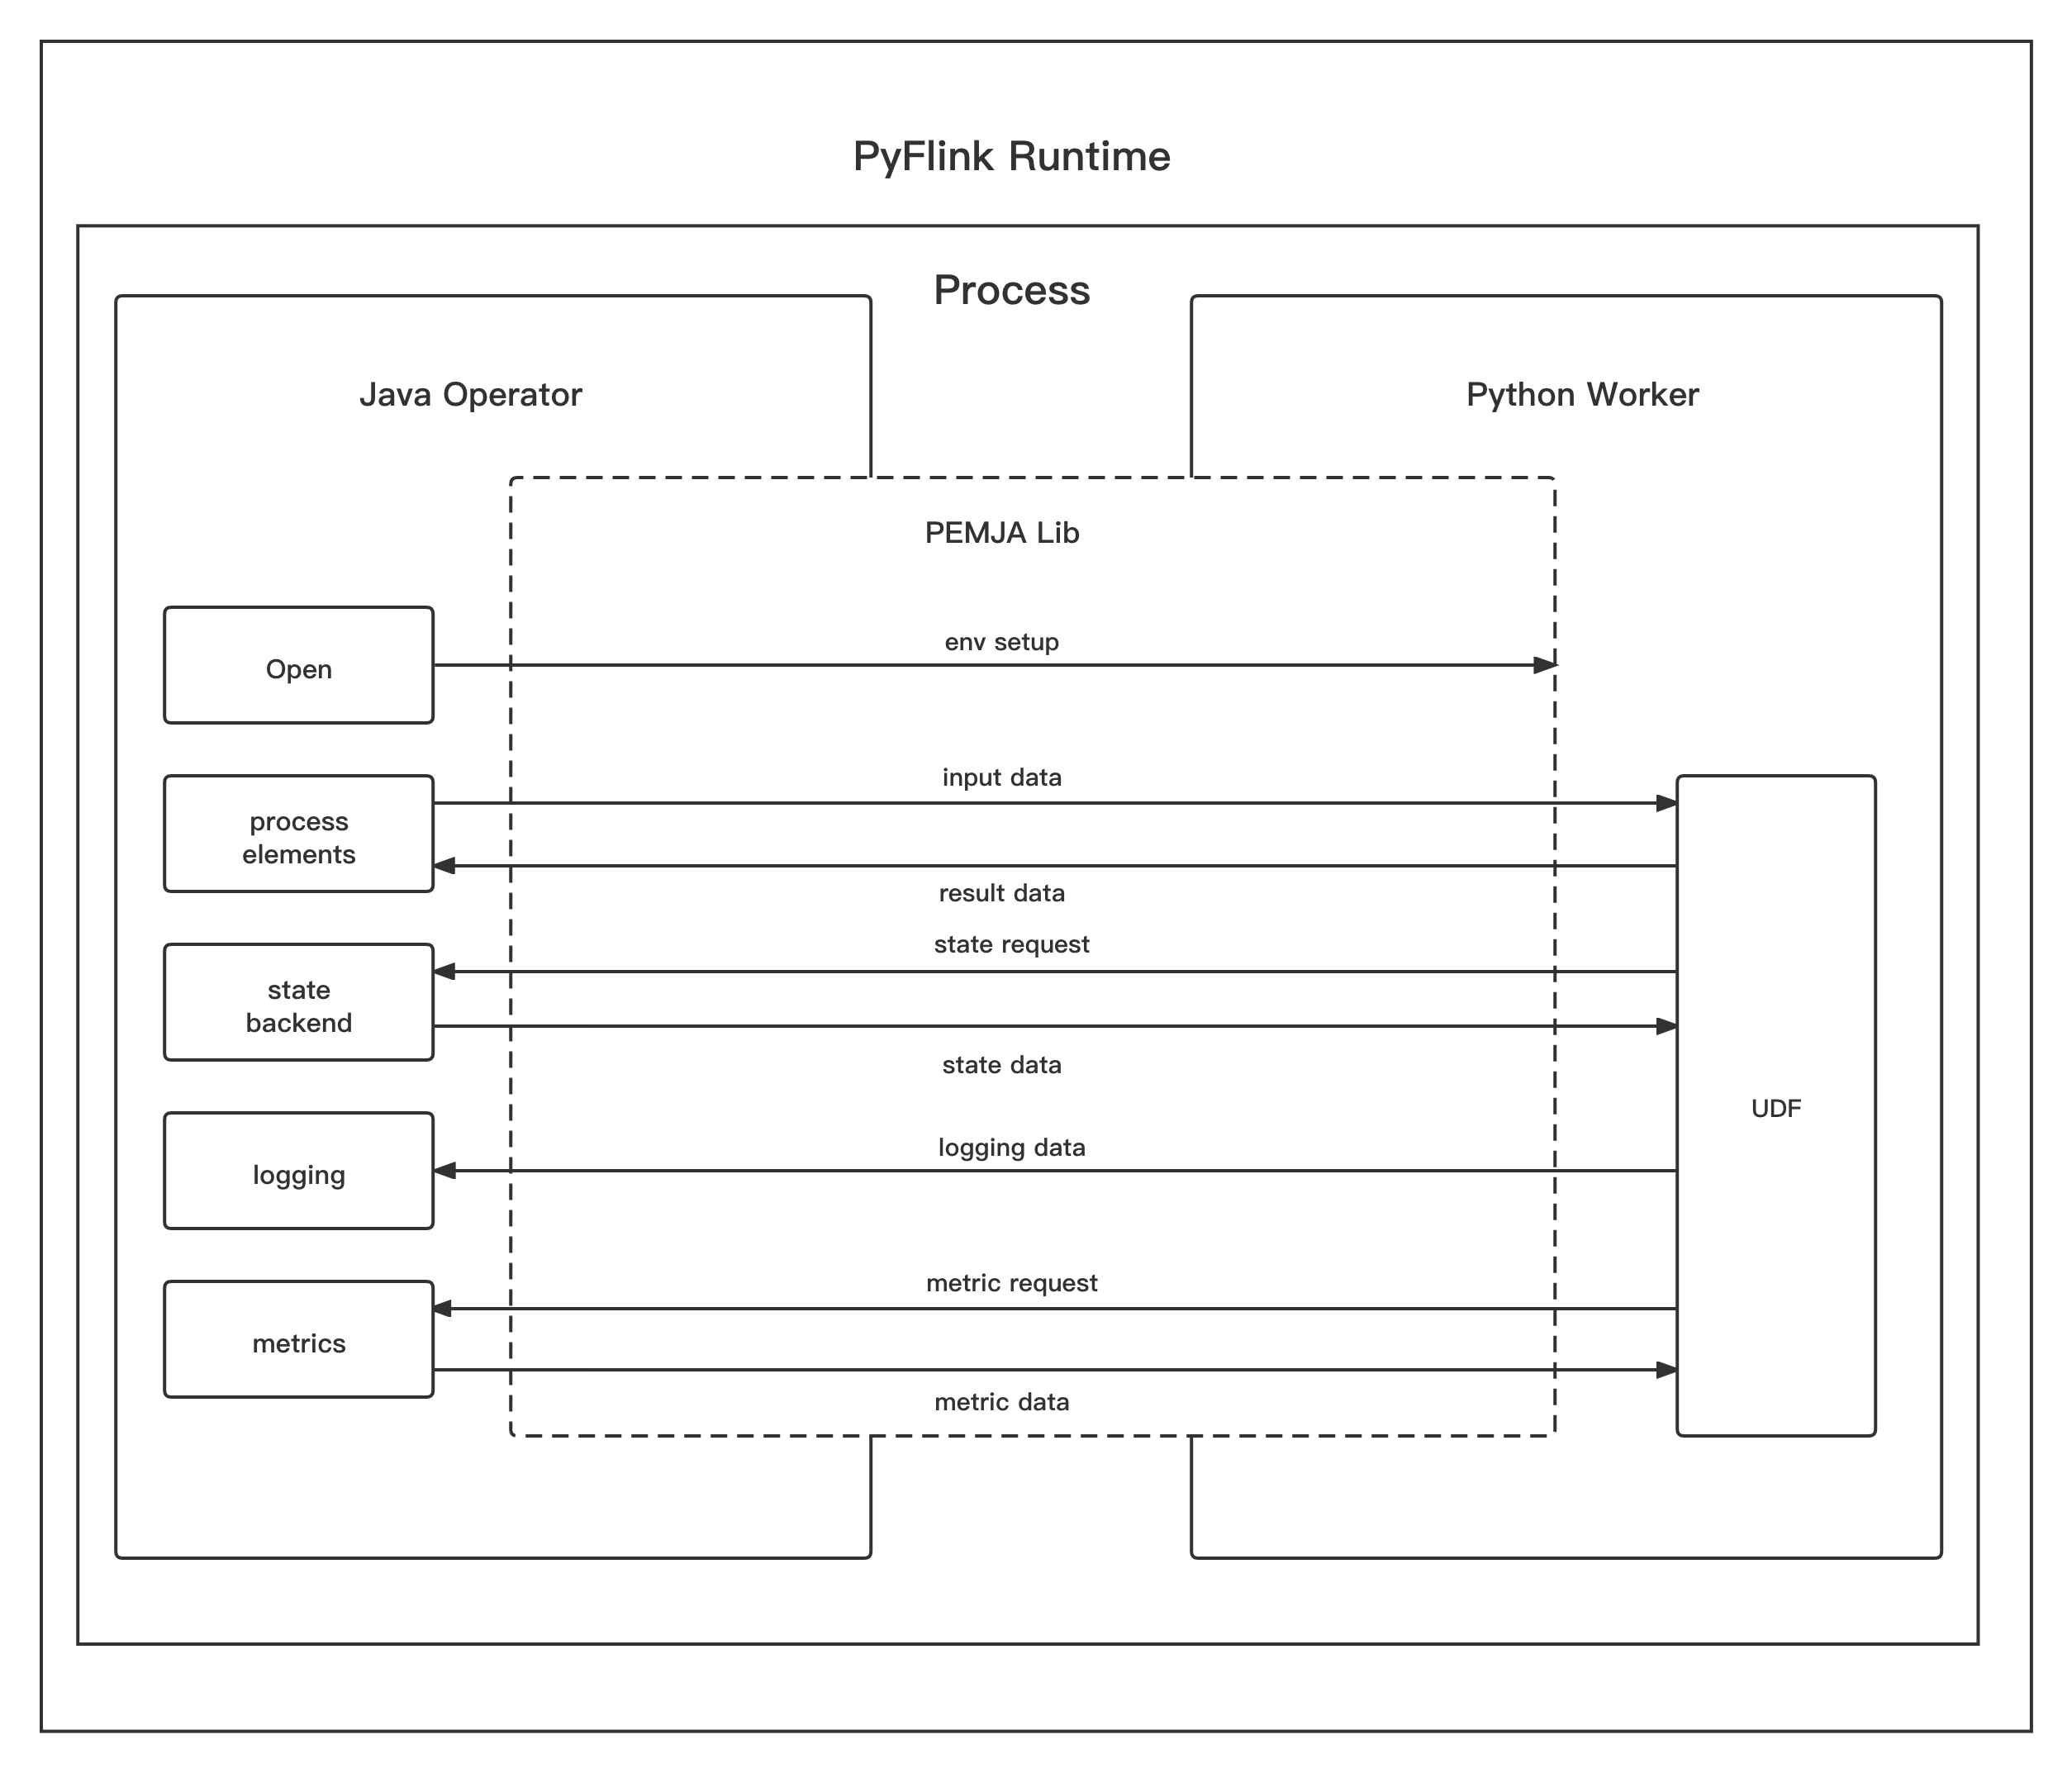 PyFlink Runtime
Process
Java Operator
Python Worker
PEMJA Lib
Open
env setup
process
elements
input data
result data
state
backend
state request
state data
UDF
logging
logging data
metrics
metric request
metric data